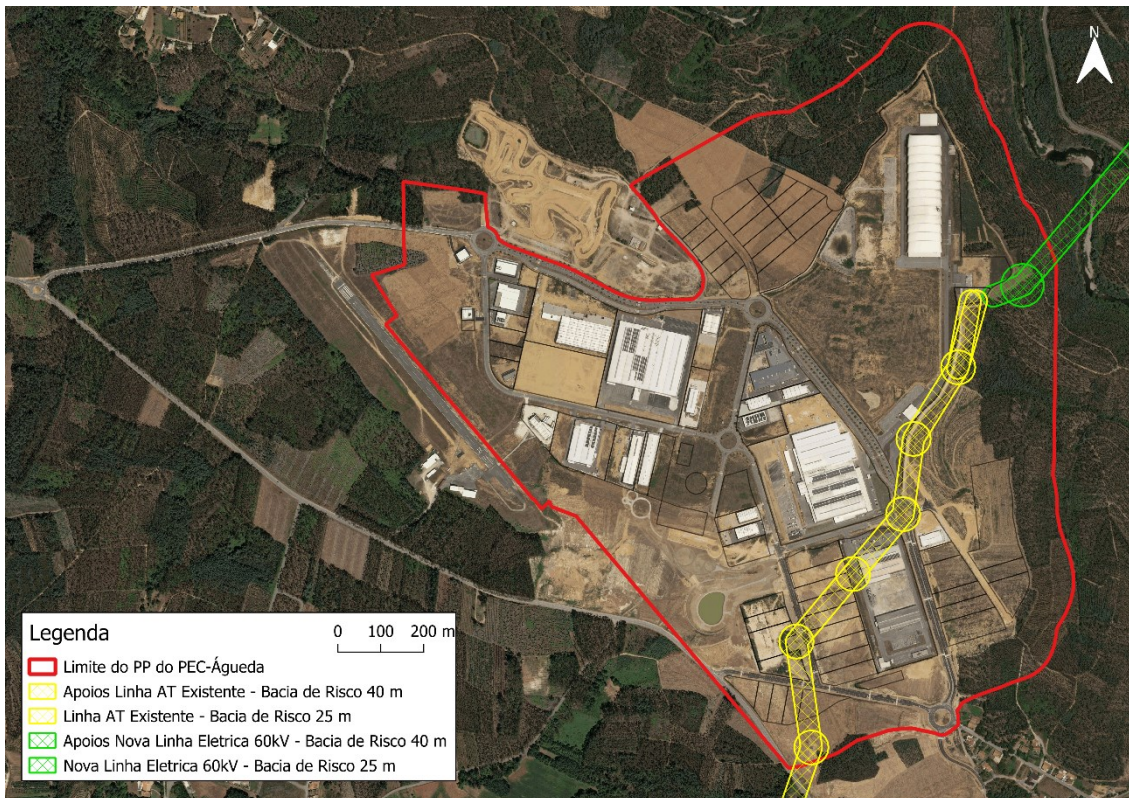 N
Legenda
0 100 200 m
Limite do PP do PEC-Águeda
Apoios Linha AT Existente - Bacia de Risco 40 m
Linha AT Existente - Bacia de Risco 25 m
Apoios Nova Linha Eletrica 60kV - Bacia de Risco 40 m
Nova Linha Eletrica 60kV - Bacia de Risco 25 m